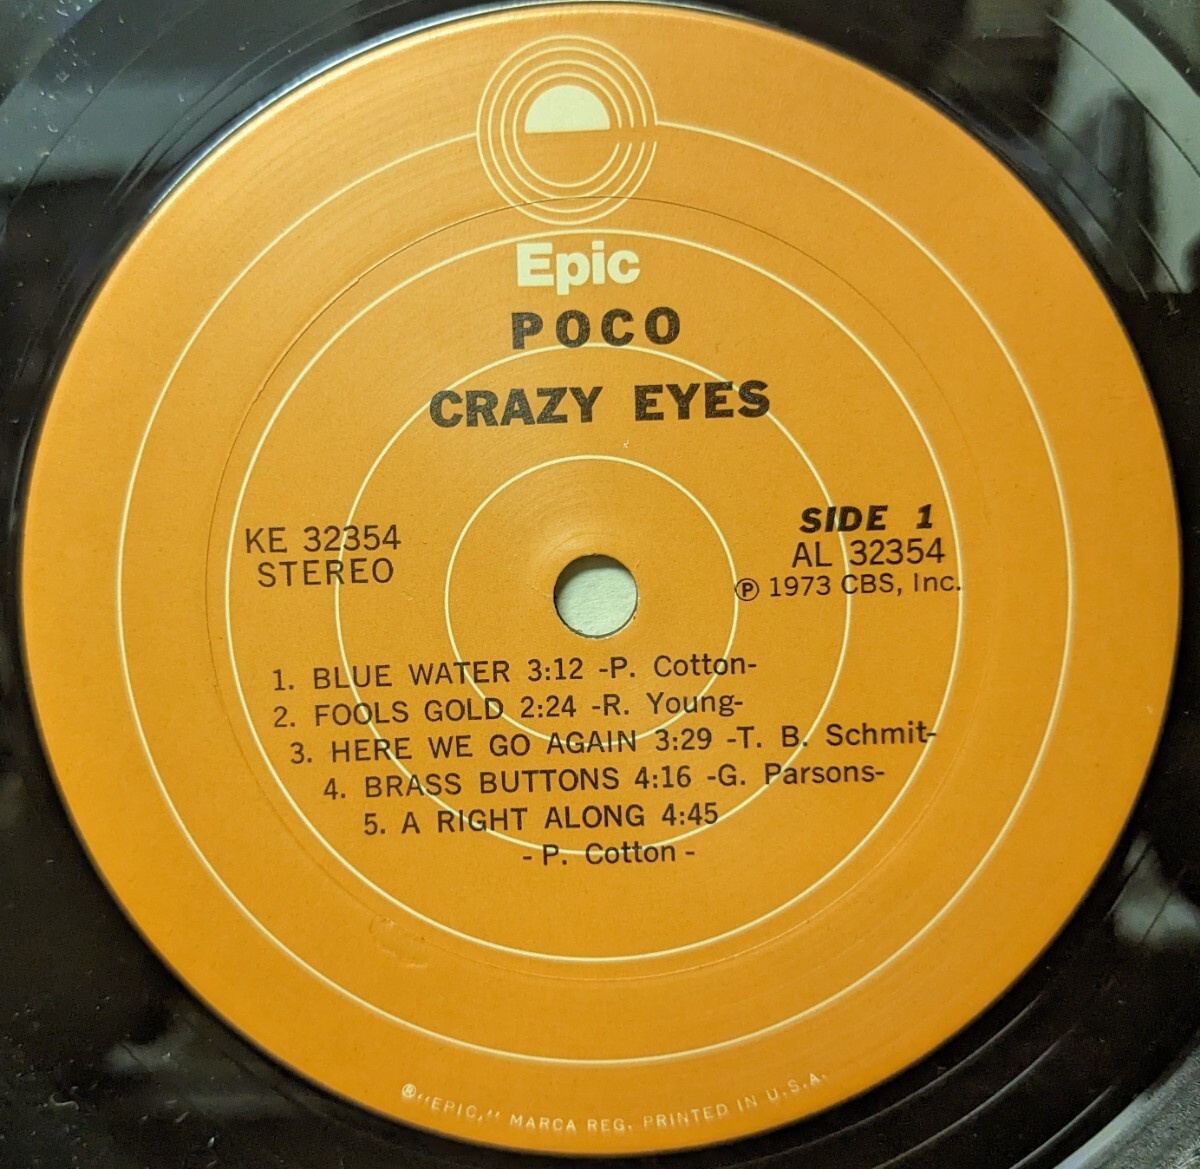 Epic
POCO
CRAZY EYES
KE 32354
STEREO
SIDE 1
AL 32354
℗ 1973 CBS, Inc.
1. BLUE WATER 3:12 -P. Cotton-
2. FOOLS GOLD 2:24 -R. Young-
3. HERE WE GO AGAIN 3:29 -T. B. Schmit-
4. BRASS BUTTONS 4:16 -G. Parsons-
5. A RIGHT ALONG 4:45
- P. Cotton -
®"EPIC," MARCA REG. PRINTED IN U.S.A.